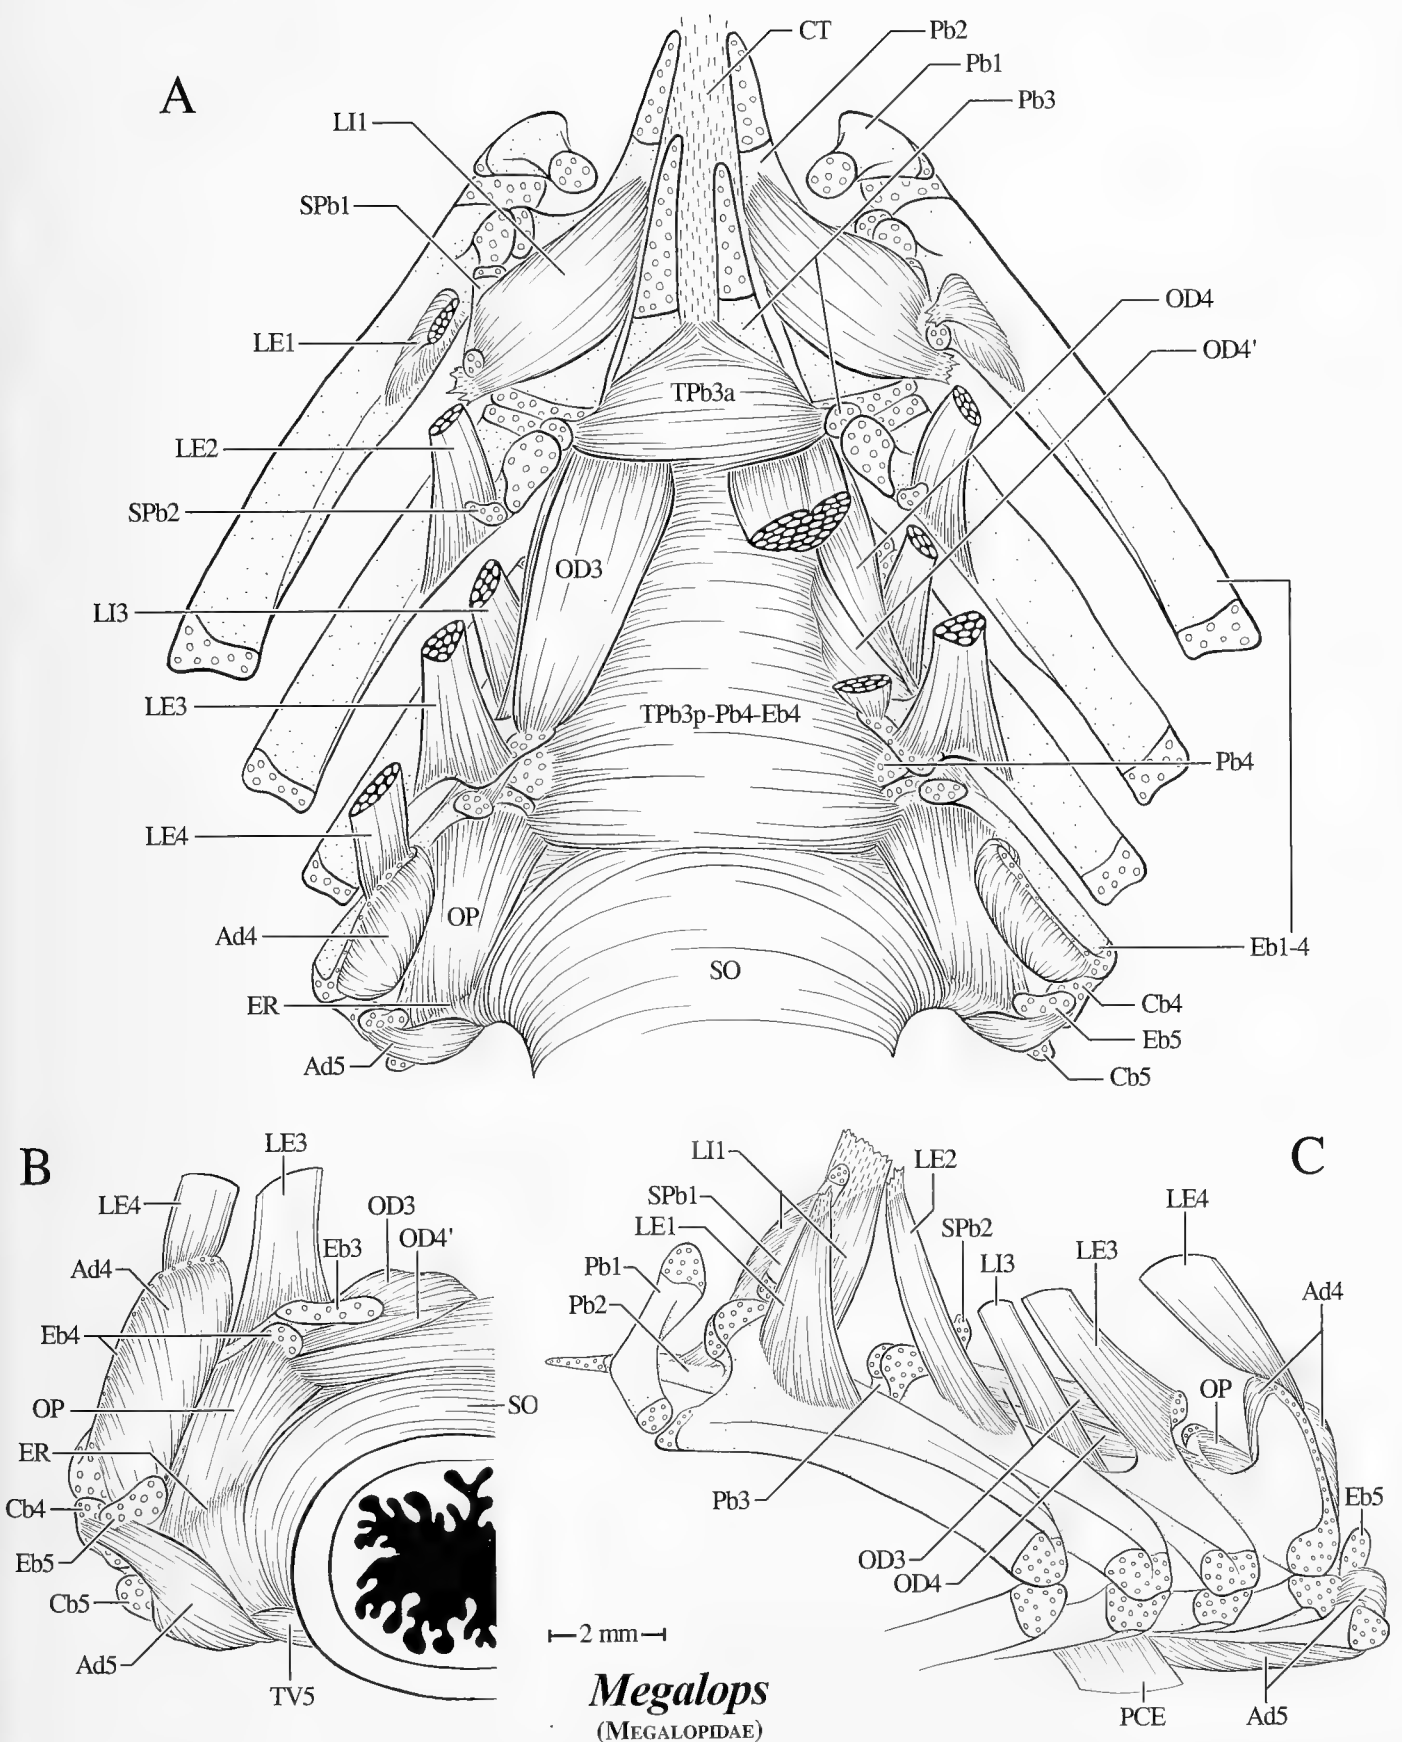 A
CT
Pb2
Pb1
Pb3
LI1
SPb1
LE1
OD4
OD4'
TPb3a
LE2
SPb2
OD3
LI3
LE3
TPb3p-Pb4-Eb4
Pb4
LE4
OP
Ad4
SO
Eb1-4
ER
Cb4
Eb5
Ad5
Cb5
B
LE3
LE4
OD3
OD4'
Eb3
Ad4
Eb4
OP
SO
ER
Cb4
Eb5
Cb5
Ad5
TV5
C
LI1
LE2
SPb1
LE1
SPb2
LE4
Pb1
LI3
LE3
Pb2
Ad4
OP
Pb3
Eb5
OD3
OD4
2 mm
PCE
Ad5
Megalops
(MEGALOPIDAE)